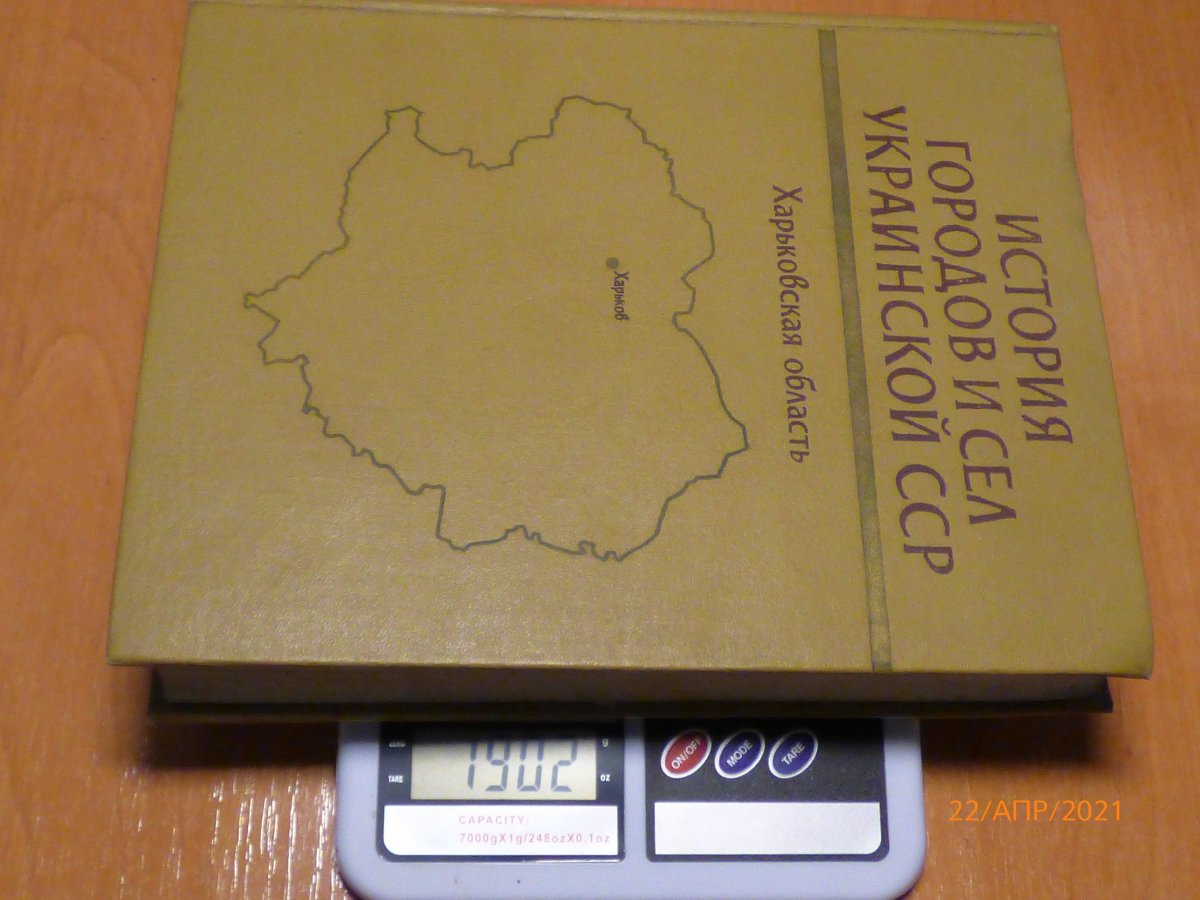 ИСТОРИЯ
ГОРОДОВ И СЕЛ
УКРАИНСКОЙ ССР
Харьковская область
Харьков
ZERO
g
1902
TARE
oz
CAPACITY:
7000gX1g/248ozX0.1oz
ON/OFF
MODE
TARE
22/АПР/2021